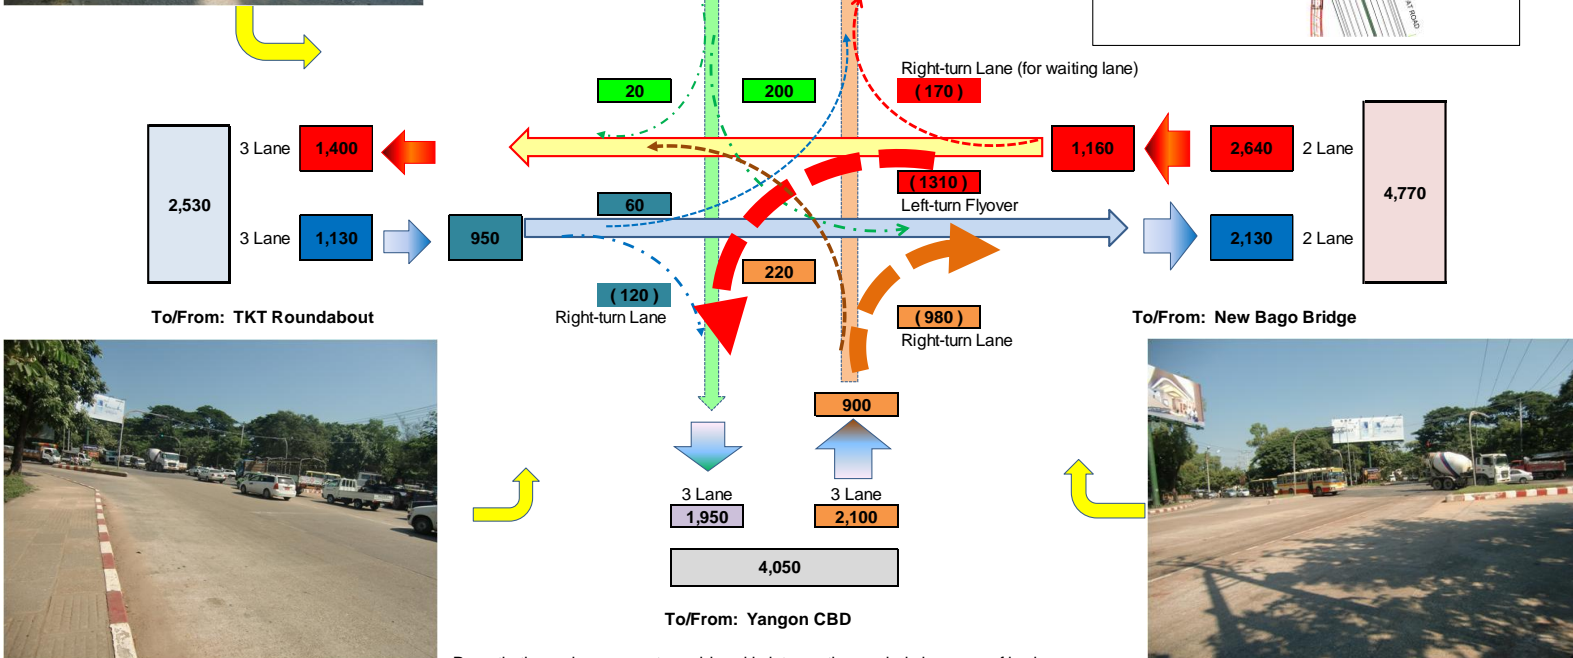 AT ROAD
Right-turn Lane (for waiting lane)
20
200
( 170 )
3 Lane
1,400
1,160
2,640
2 Lane
2,530
4,770
( 1310 )
Left-turn Flyover
60
3 Lane
1,130
950
2,130
2 Lane
220
( 120 )
Right-turn Lane
( 980 )
Right-turn Lane
To/From: TKT Roundabout
To/From: New Bago Bridge
900
3 Lane
3 Lane
1,950
2,100
4,050
To/From: Yangon CBD